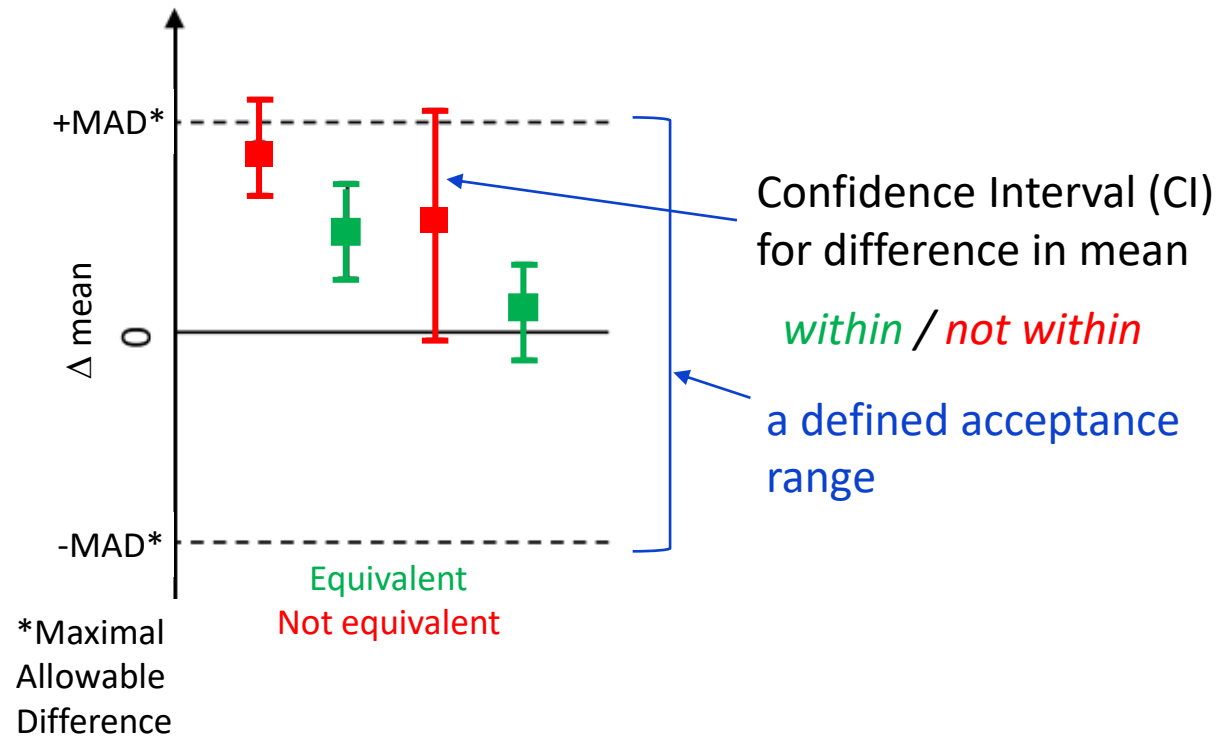 +MAD*
Δ mean
0
-MAD*
Equivalent
Not equivalent
*Maximal
Allowable
Difference
Confidence Interval (CI)
for difference in mean
within / not within
a defined acceptance
range